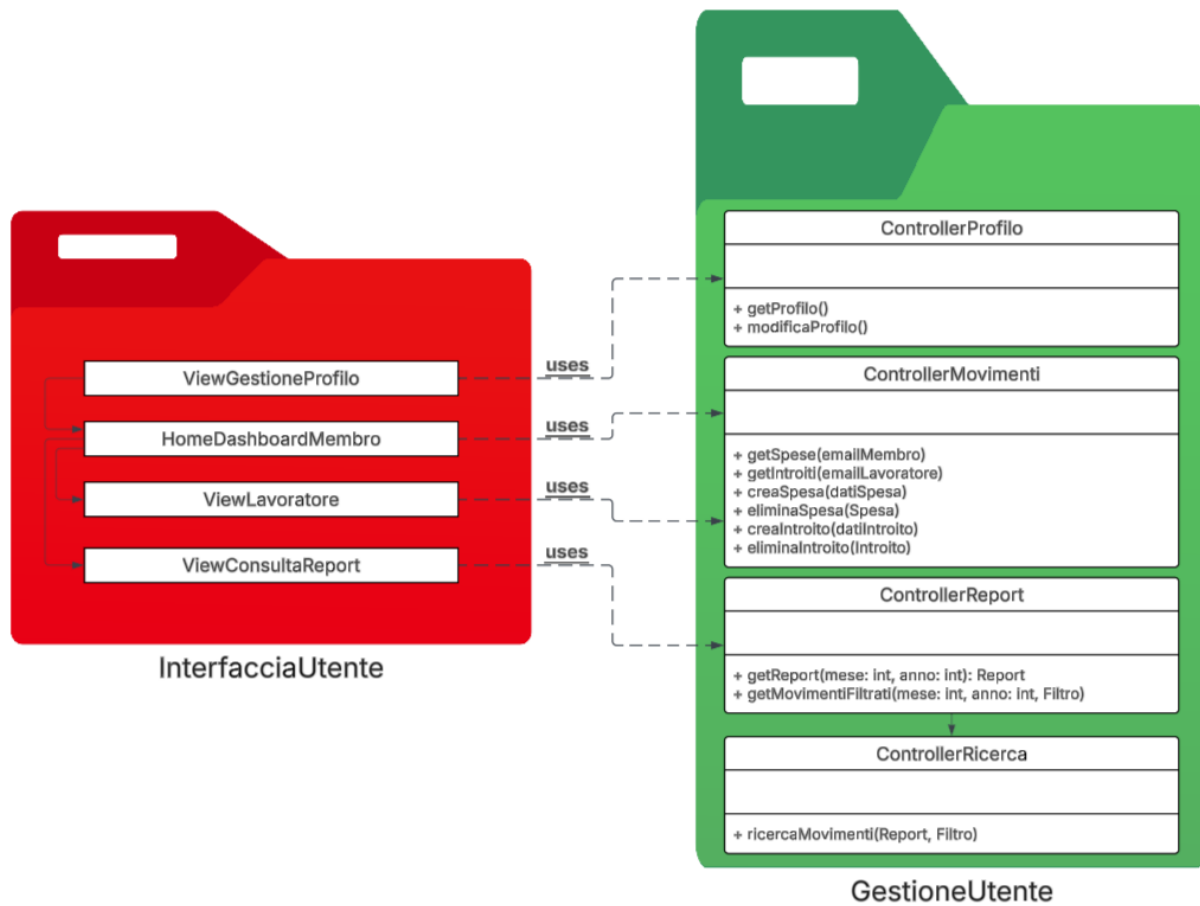 ViewGestioneProfilo
HomeDashboardMembro
ViewLavoratore
ViewConsultaReport
InterfacciaUtente
uses
uses
uses
uses
ControllerProfilo
+ getProfilo()
+ modificaProfilo()
ControllerMovimenti
+ getSpese(emailMembro)
+ getIntroiti(emailLavoratore)
+ creaSpesa(datiSpesa)
+ eliminaSpesa(Spesa)
+ creaIntroito(datiIntroito)
+ eliminaIntroito(Introito)
ControllerReport
+ getReport(mese: int, anno: int): Report
+ getMovimentiFiltrati(mese: int, anno: int, Filtro)
ControllerRicerca
+ ricercaMovimenti(Report, Filtro)
GestioneUtente